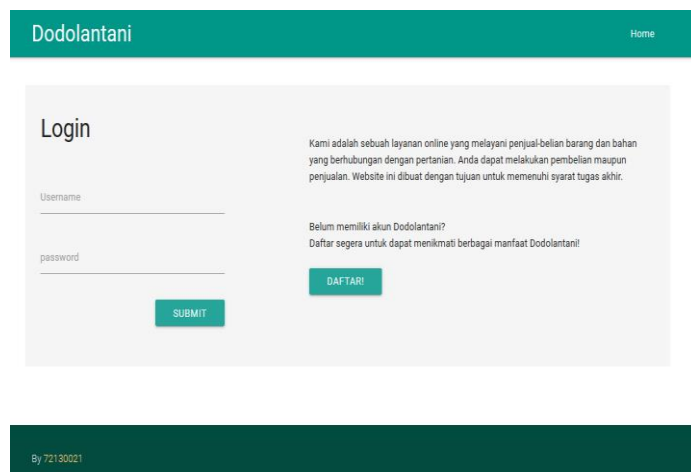 Dodolantani
Home
Login
Username
password
SUBMIT
Kami adalah sebuah layanan online yang melayani penjual-belian barang dan bahan
yang berhubungan dengan pertanian. Anda dapat melakukan pembelian maupun
penjualan. Website ini dibuat dengan tujuan untuk memenuhi syarat tugas akhir.
Belum memiliki akun Dodolantani?
Daftar segera untuk dapat menikmati berbagai manfaat Dodolantani!
DAFTAR!
By 72130021